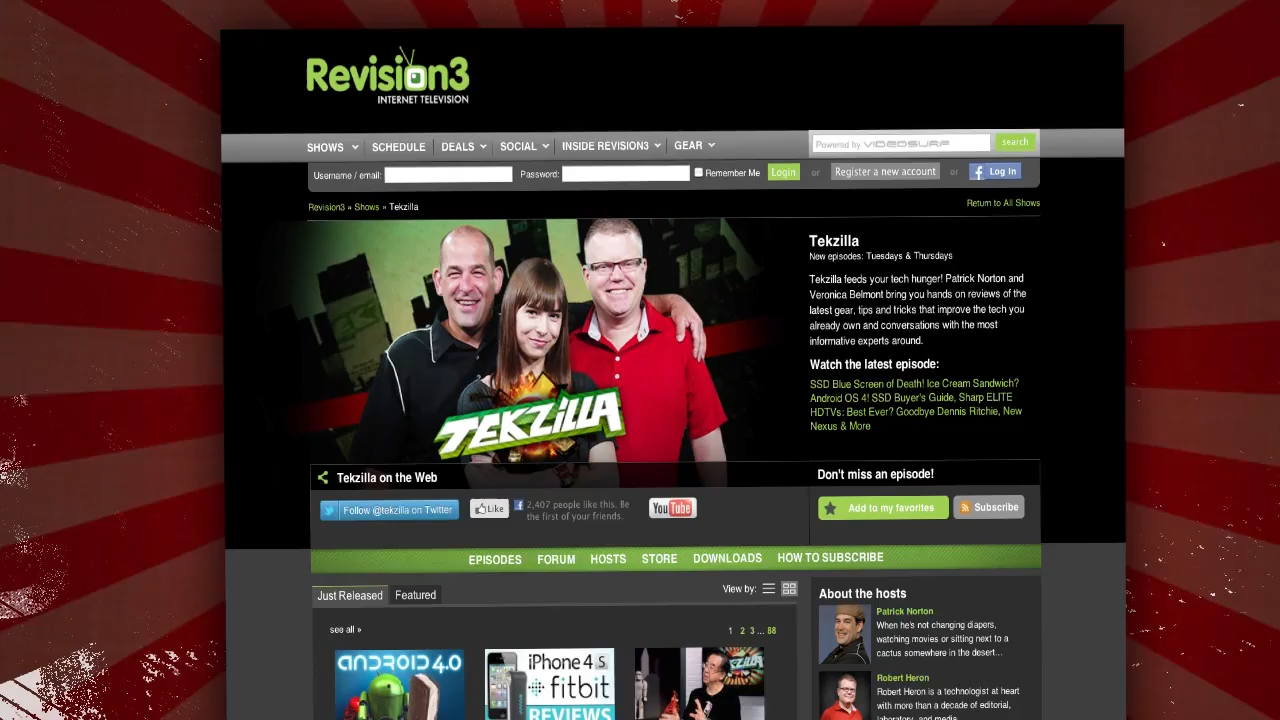 Revision3
INTERNET TELEVISION
SHOWS
SCHEDULE
DEALS
SOCIAL
INSIDE REVISION3
GEAR
Powered by VIDEOSURF
search
Username / email:
Password:
Remember Me
Login
or
Register a new account
or
f Log In
Revision3 » Shows » Tekzilla
Return to All Shows
TEKZILLA
Tekzilla
New episodes: Tuesdays & Thursdays
Tekzilla feeds your tech hunger! Patrick Norton and
Veronica Belmont bring you hands on reviews of the
latest gear, tips and tricks that improve the tech you
already own and conversations with the most
informative experts around.
Watch the latest episode:
SSD Blue Screen of Death! Ice Cream Sandwich?
Android OS 4! SSD Buyer's Guide, Sharp ELITE
HDTVs: Best Ever? Goodbye Dennis Ritchie, New
Nexus & More
Tekzilla on the Web
Follow @tekzilla on Twitter
Like
2,407 people like this. Be
the first of your friends.
YouTube
Don't miss an episode!
Add to my favorites
Subscribe
EPISODES
FORUM
HOSTS
STORE
DOWNLOADS
HOW TO SUBSCRIBE
Just Released
Featured
View by:
see all »
1 2 3 ... 88
ANDROID 4.0
iPhone 4S
fitbit
REVIEWS
TEKZILLA
About the hosts
Patrick Norton
When he's not changing diapers,
watching movies or sitting next to a
cactus somewhere in the desert...
Robert Heron
Robert Heron is a technologist at heart
with more than a decade of editorial,
laboratory, and media